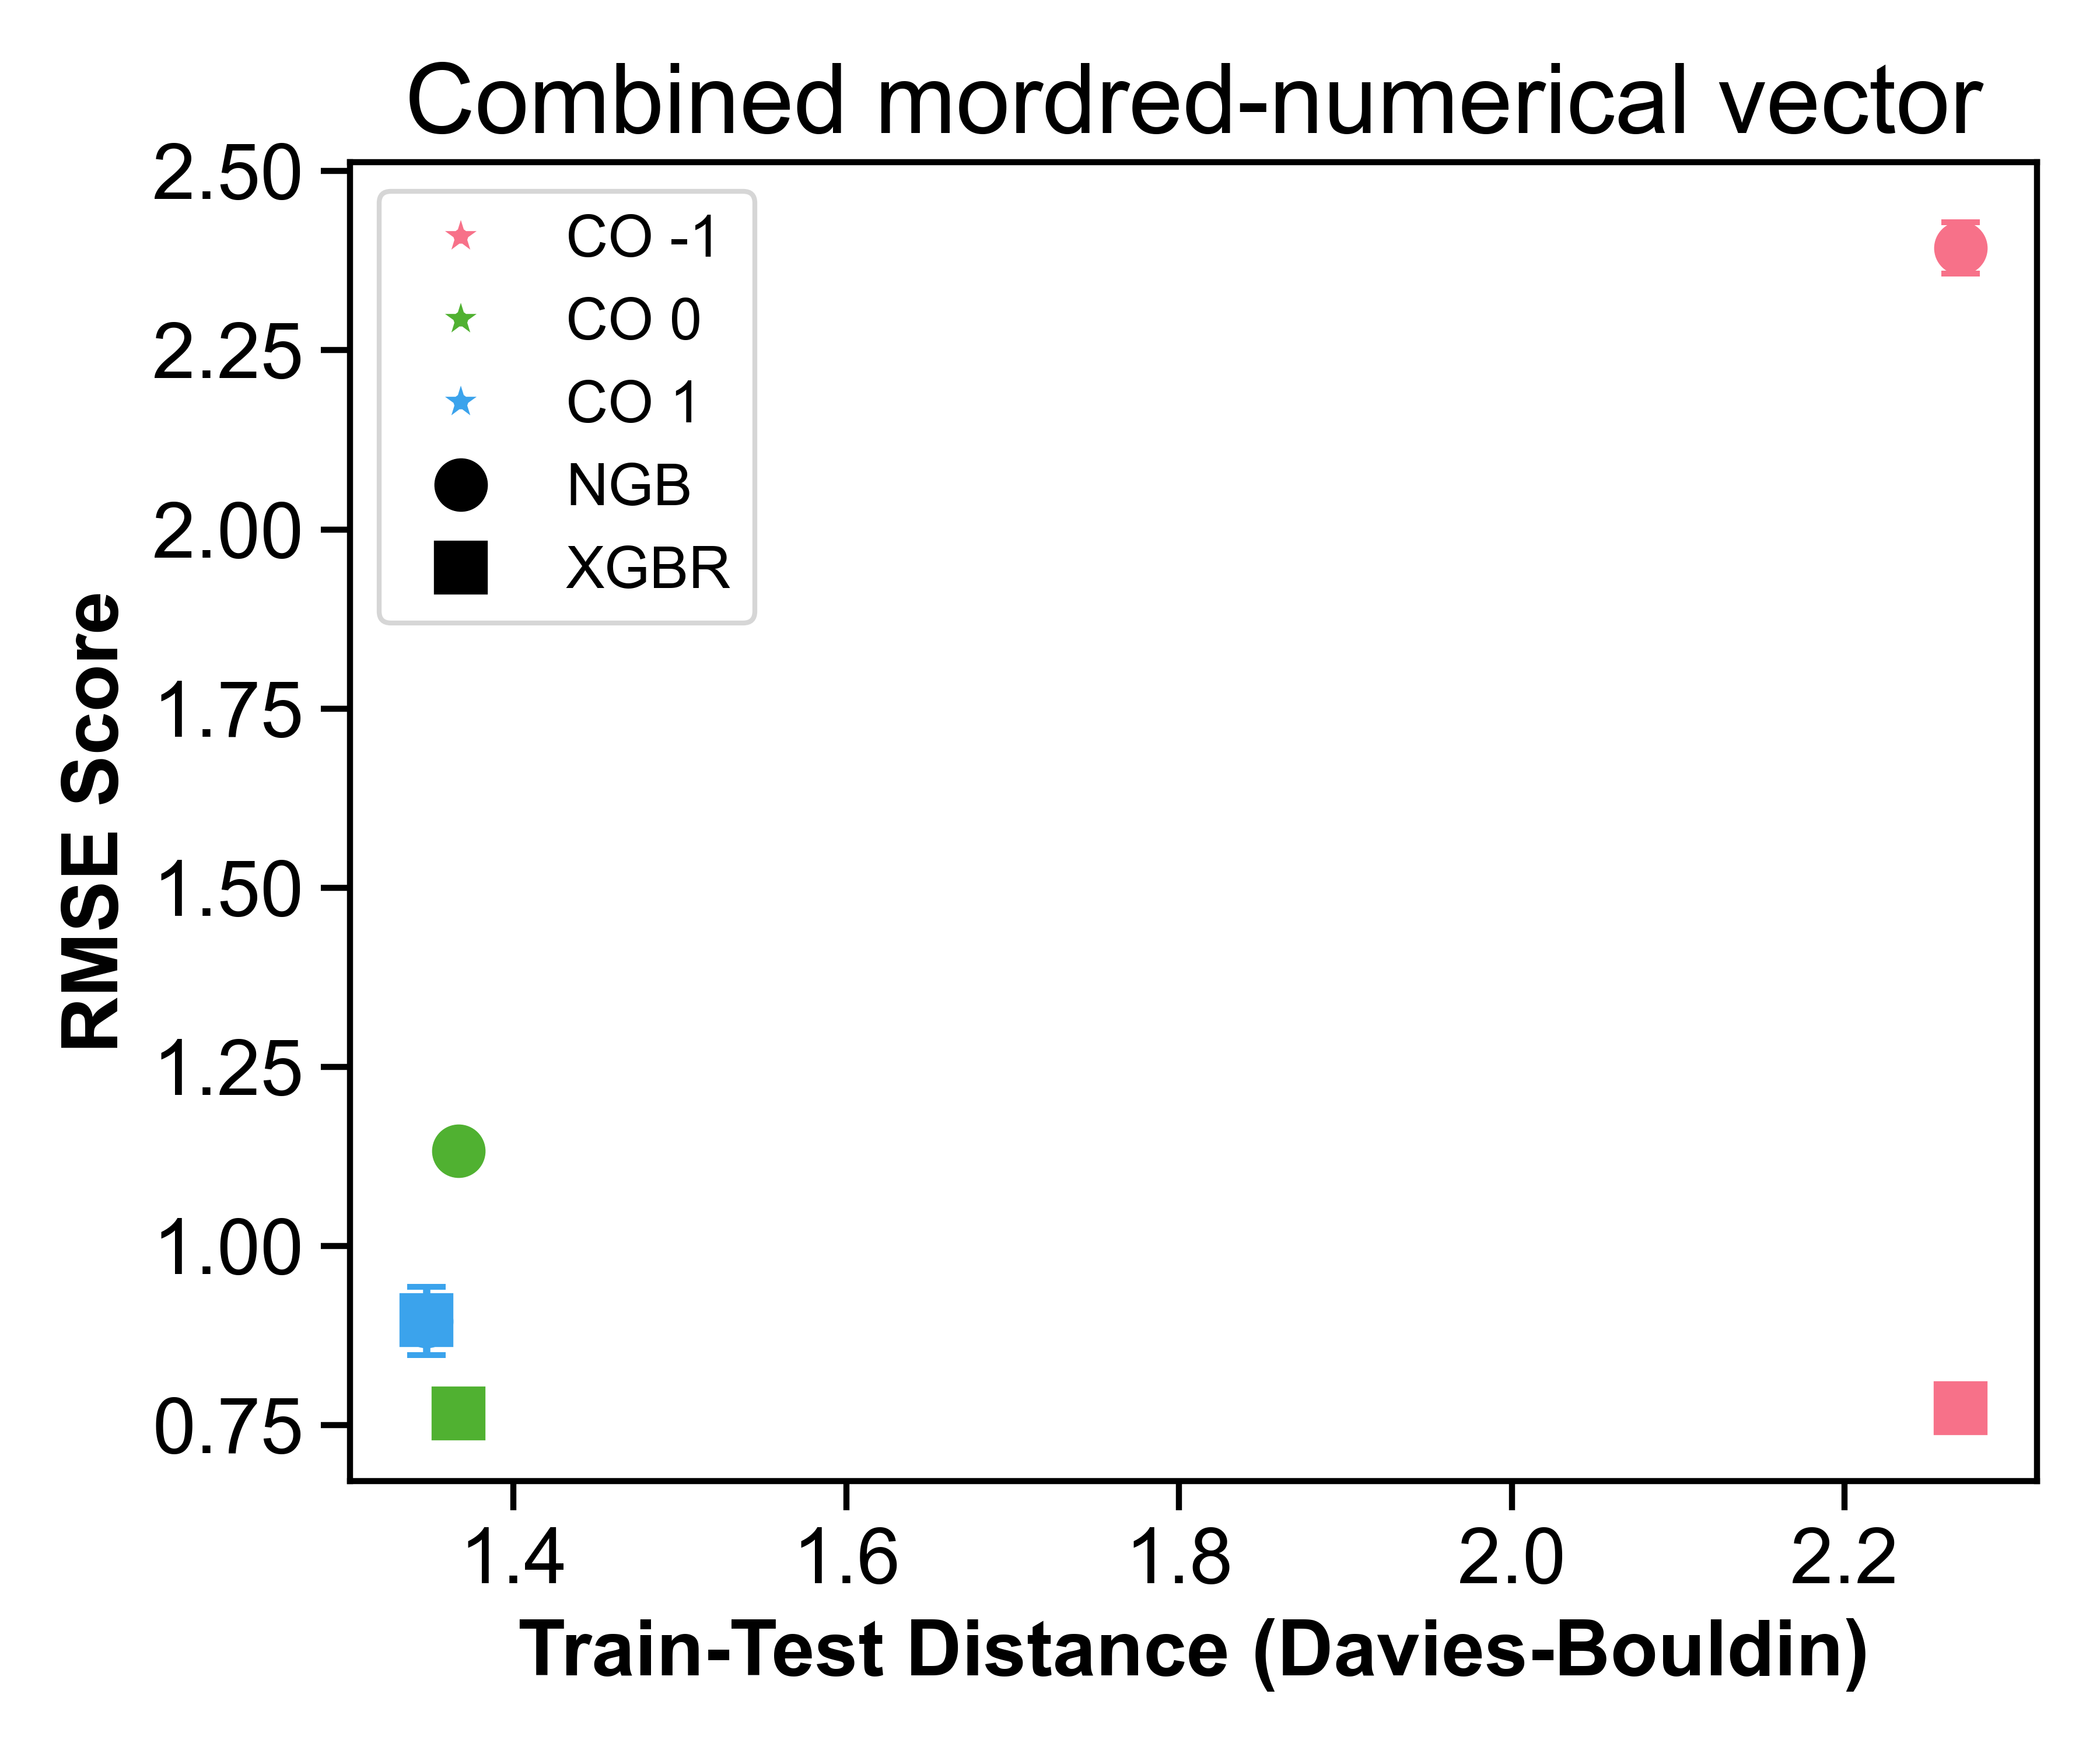 Combined mordred-numerical vector
2.50
2.25
2.00
1.75
1.50
1.25
1.00
0.75
RMSE Score
CO -1
CO 0
CO 1
NGB
XGBR
1.4 1.6 1.8 2.0 2.2
Train-Test Distance (Davies-Bouldin)